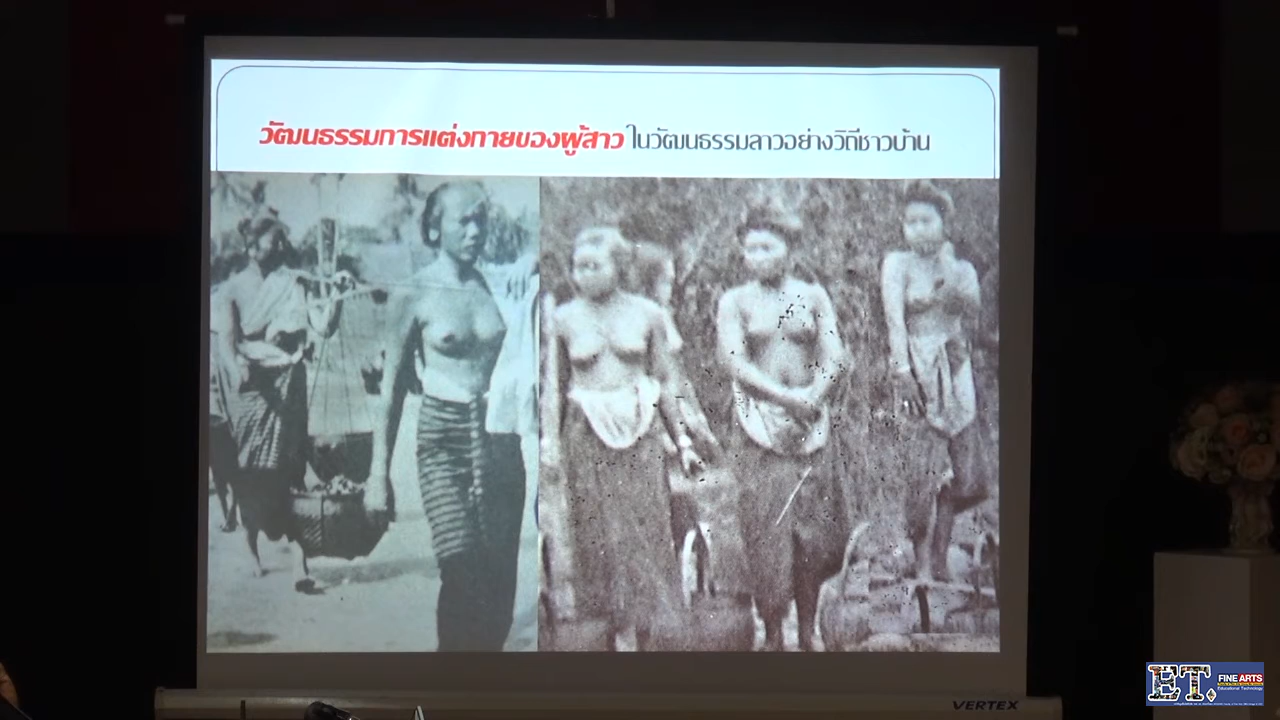 วัฒนธรรมการแต่งกายของผู้สาว ในวัฒนธรรมลาวอย่างวิถีชาวบ้าน
VERTEX
ET. FINE ARTS
Educational Technology